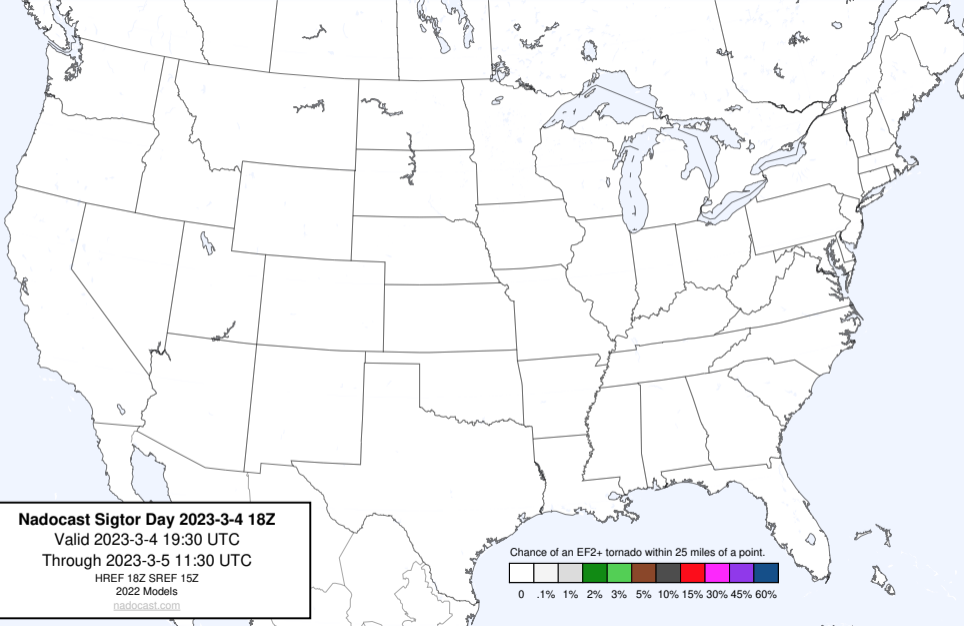 Nadocast Sigtor Day 2023-3-4 18Z
Valid 2023-3-4 19:30 UTC
Through 2023-3-5 11:30 UTC
HREF 18Z SREF 15Z
2022 Models
nadocast.com
Chance of an EF2+ tornado within 25 miles of a point.
0 .1% 1% 2% 3% 5% 10% 15% 30% 45% 60%